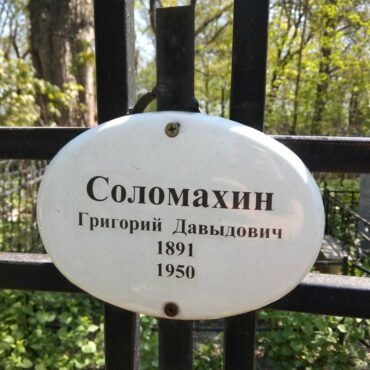 Соломахин
Григорий Давыдович
1891
1950